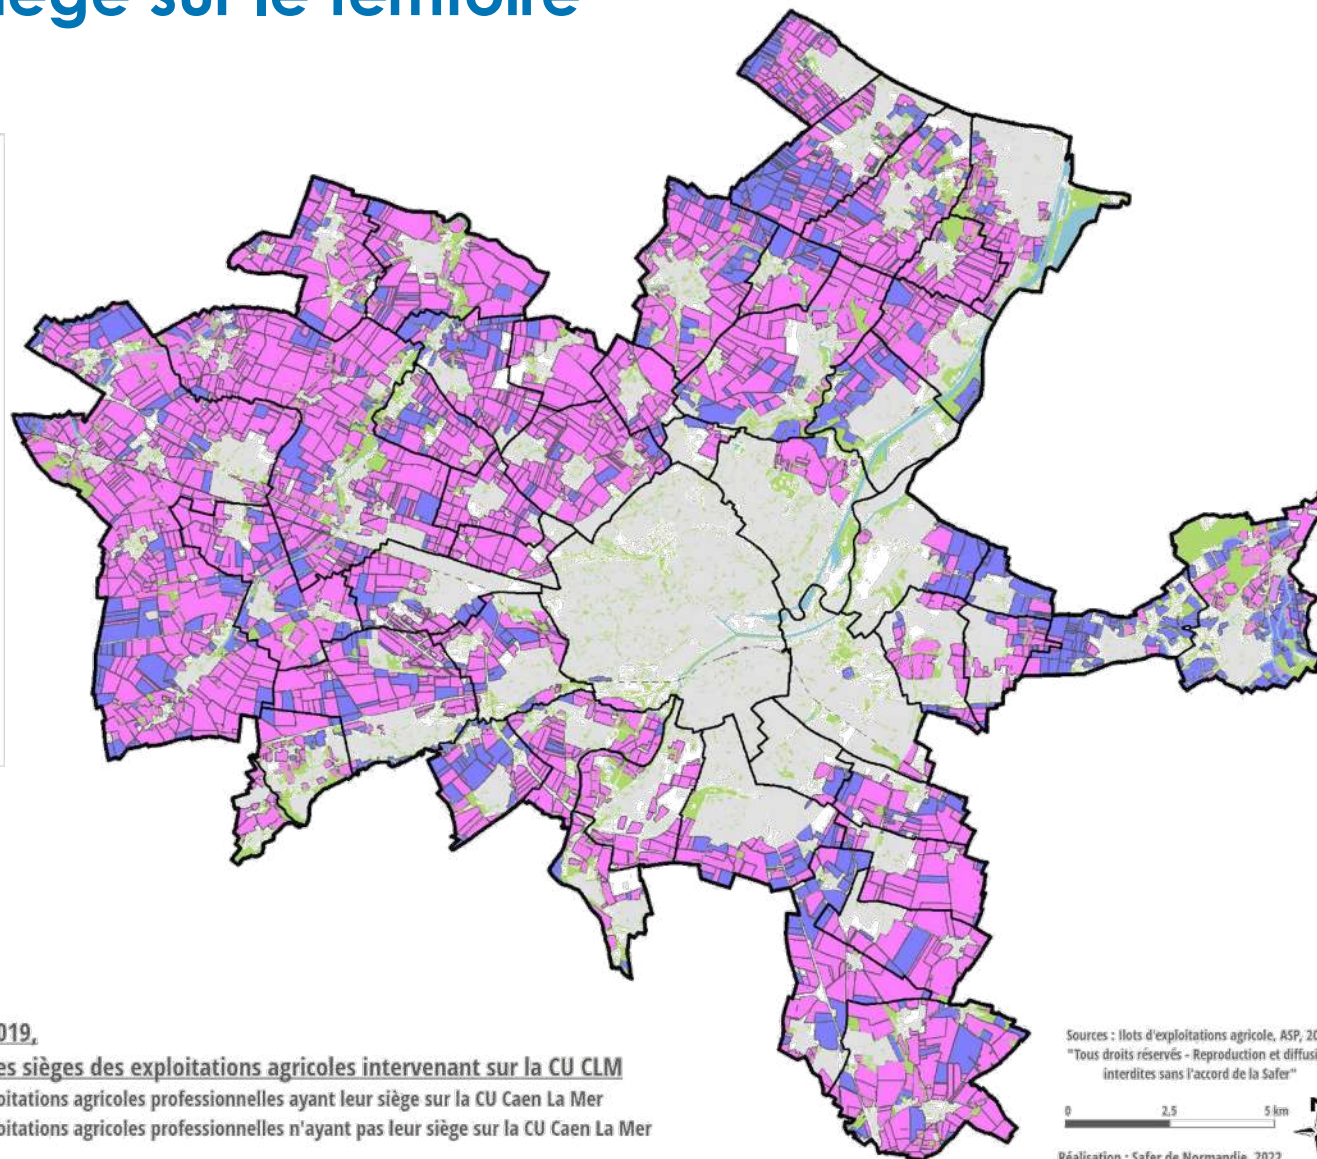 siège sur le territoire
019,
es sièges des exploitations agricoles intervenant sur la CU CLM
oitations agricoles professionnelles ayant leur siège sur la CU Caen La Mer
oitations agricoles professionnelles n'ayant pas leur siège sur la CU Caen La Mer
Sources : Ilots d'exploitations agricole, ASP, 20
"Tous droits réservés - Reproduction et diffusi
interdites sans l'accord de la Safer"
0 2,5 5 km
N
Réalisation : Safer de Normandie, 2022